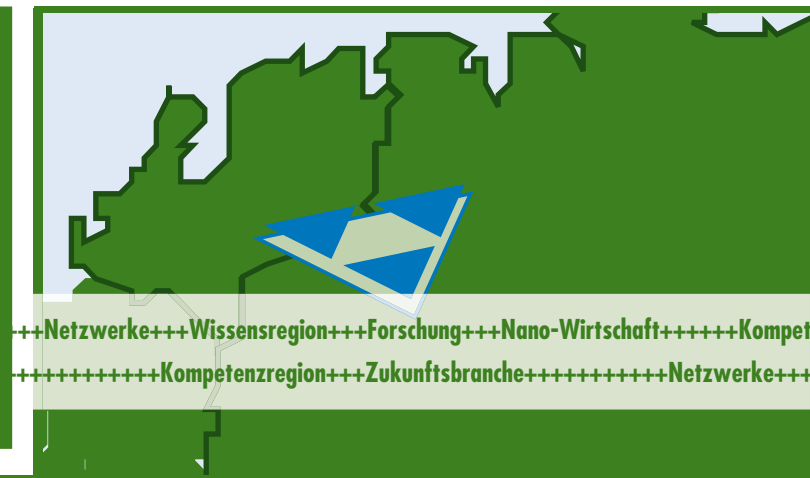 +++Netzwerke+++Wissensregion+++Forschung+++Nano-Wirtschaft++++++Kompet
++++++++++++Kompetenzregion+++Zukunftsbranche+++++++++++Netzwerke+++